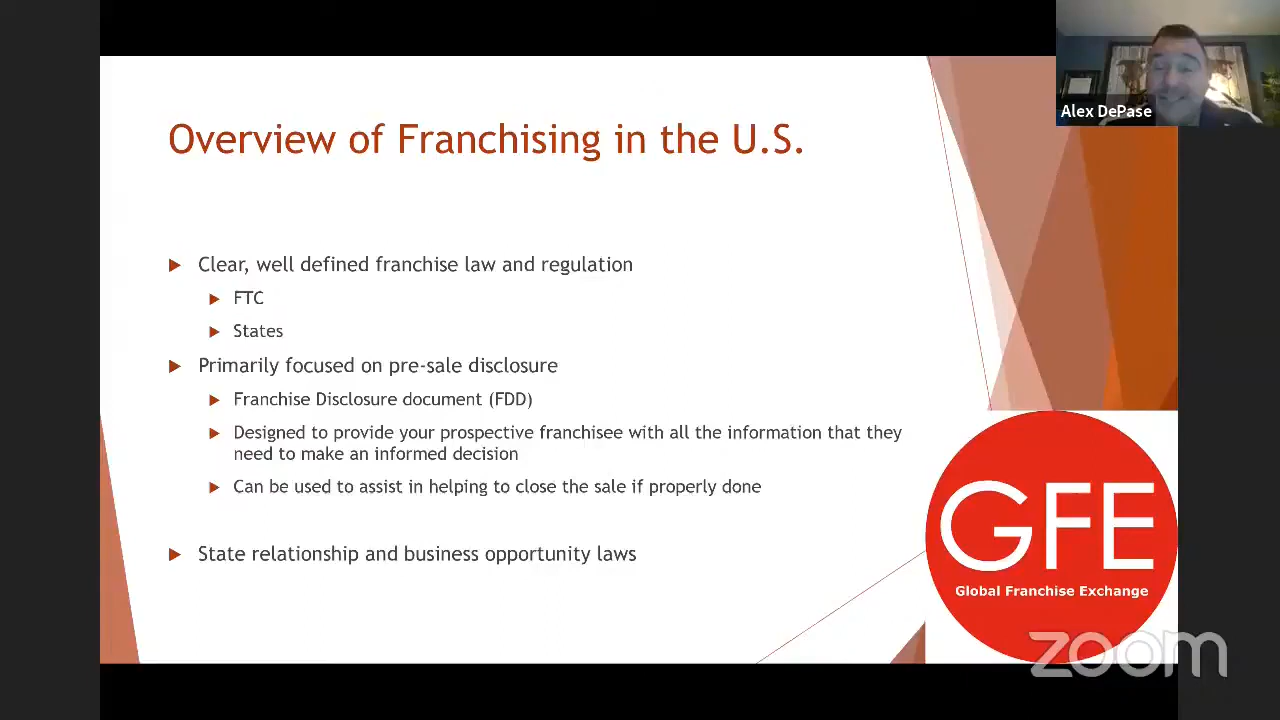 Alex DePase
Overview of Franchising in the U.S.
Clear, well defined franchise law and regulation
FTC
States
Primarily focused on pre-sale disclosure
Franchise Disclosure document (FDD)
Designed to provide your prospective franchisee with all the information that they
need to make an informed decision
Can be used to assist in helping to close the sale if properly done
State relationship and business opportunity laws
GFE
Global Franchise Exchange
zoom